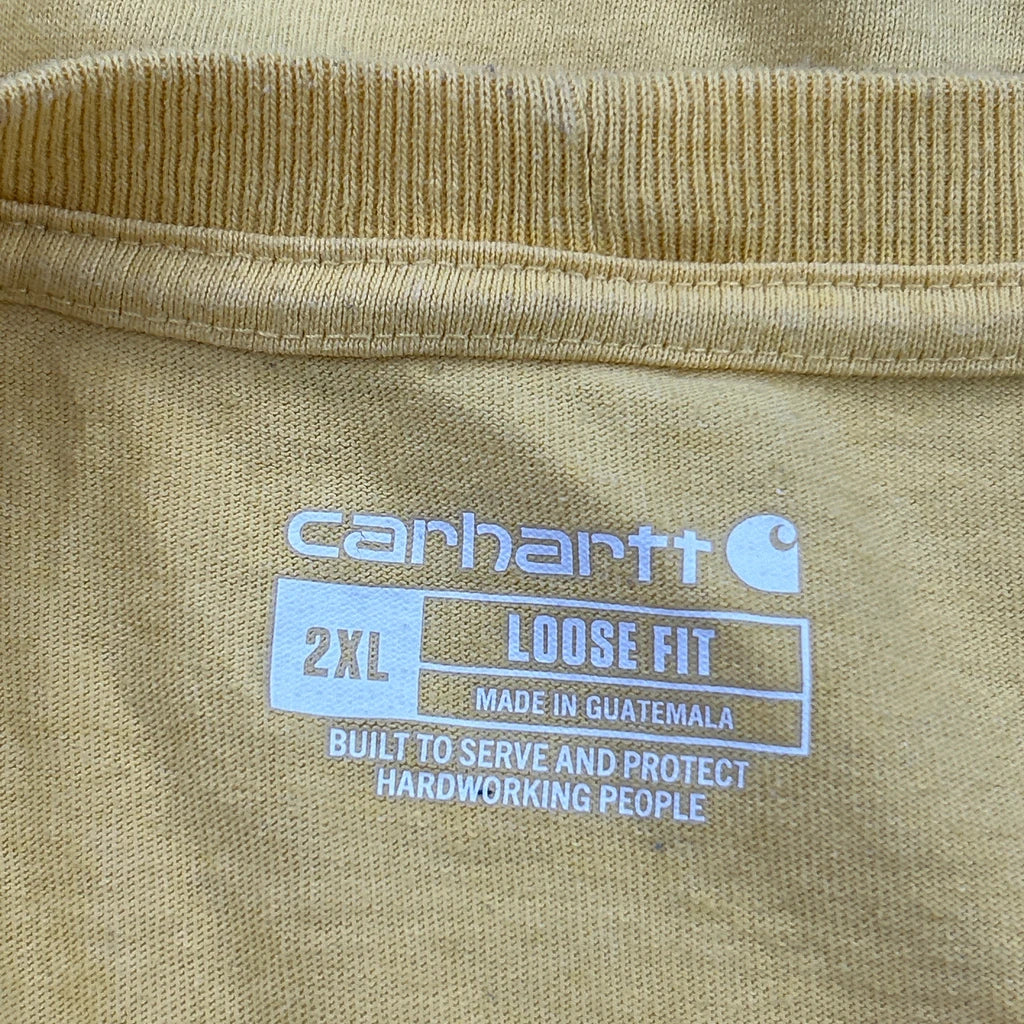 carhartt
2XL
LOOSE FIT
MADE IN GUATEMALA
BUILT TO SERVE AND PROTECT
HARDWORKING PEOPLE